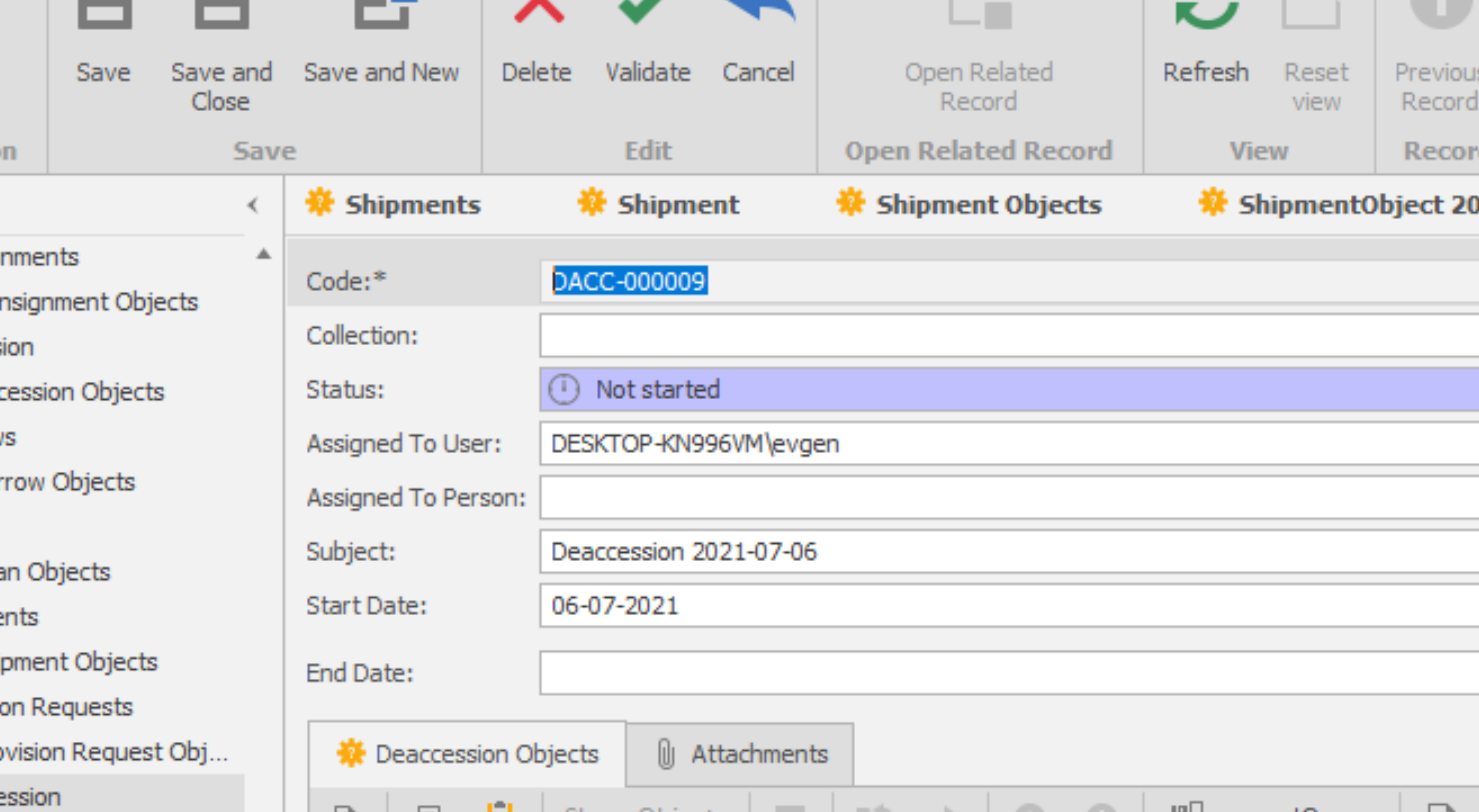 Save
Save and Close
Save and New
Delete
Validate
Cancel
Open Related Record
Refresh
Reset view
Previous Record
Save
Edit
Open Related Record
View
Recor
Shipments
Shipment
Shipment Objects
ShipmentObject 20
nments
nsignment Objects
sion
cession Objects
ws
rrow Objects
an Objects
ents
ipment Objects
on Requests
ovision Request Obj...
ession
Code:*
DACC-000009
Collection:
Status:
Not started
Assigned To User:
DESKTOP-KN996VM\evgen
Assigned To Person:
Subject:
Deaccession 2021-07-06
Start Date:
06-07-2021
End Date:
Deaccession Objects
Attachments